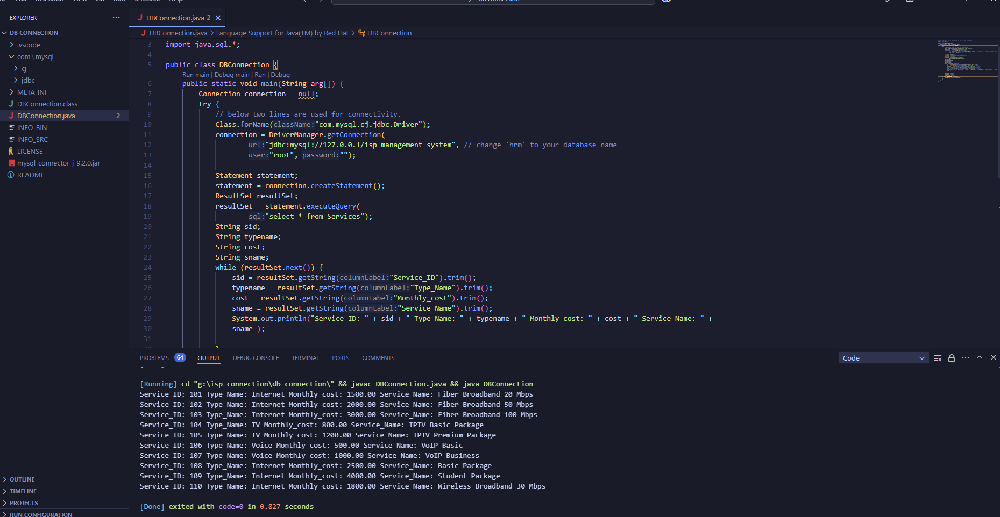 Edit Selection View Go Run Terminal Help
db connection
EXPLORER
DB CONNECTION
.vscode
com\mysql
cj
jdbc
META-INF
DBConnection.class
DBConnection.java 2
INFO_BIN
INFO_SRC
LICENSE
mysql-connector-j-9.2.0.jar
README
OUTLINE
TIMELINE
PROJECTS
RUN CONFIGURATION
DBConnection.java 2
DBConnection.java > Language Support for Java(TM) by Red Hat > DBConnection
3 import java.sql.*;
4
5 public class DBConnection {
Run main | Debug main | Run | Debug
6 public static void main(String arg[]) {
7 Connection connection = null;
8 try {
9 // below two lines are used for connectivity.
10 Class.forName(className:"com.mysql.cj.jdbc.Driver");
11 connection = DriverManager.getConnection(
12 url:"jdbc:mysql://127.0.0.1/isp management system", // change 'hrm' to your database name
13 user:"root", password:"");
14
15 Statement statement;
16 statement = connection.createStatement();
17 ResultSet resultSet;
18 resultSet = statement.executeQuery(
19 sql:"select * from Services");
20 String sid;
21 String typename;
22 String cost;
23 String sname;
24 while (resultSet.next()) {
25 sid = resultSet.getString(columnLabel:"Service_ID").trim();
26 typename = resultSet.getString(columnLabel:"Type_Name").trim();
27 cost = resultSet.getString(columnLabel:"Monthly_cost").trim();
28 sname = resultSet.getString(columnLabel:"Service_Name").trim();
29 System.out.println("Service_ID: " + sid + " Type_Name: " + typename + " Monthly_cost: " + cost + " Service_Name: " +
30 sname );
31
PROBLEMS 64 OUTPUT DEBUG CONSOLE TERMINAL PORTS COMMENTS
Code
[Running] cd "g:\isp connection\db connection\" && javac DBConnection.java && java DBConnection
Service_ID: 101 Type_Name: Internet Monthly_cost: 1500.00 Service_Name: Fiber Broadband 20 Mbps
Service_ID: 102 Type_Name: Internet Monthly_cost: 2000.00 Service_Name: Fiber Broadband 50 Mbps
Service_ID: 103 Type_Name: Internet Monthly_cost: 3000.00 Service_Name: Fiber Broadband 100 Mbps
Service_ID: 104 Type_Name: TV Monthly_cost: 800.00 Service_Name: IPTV Basic Package
Service_ID: 105 Type_Name: TV Monthly_cost: 1200.00 Service_Name: IPTV Premium Package
Service_ID: 106 Type_Name: Voice Monthly_cost: 500.00 Service_Name: VoIP Basic
Service_ID: 107 Type_Name: Voice Monthly_cost: 1000.00 Service_Name: VoIP Business
Service_ID: 108 Type_Name: Internet Monthly_cost: 2500.00 Service_Name: Basic Package
Service_ID: 109 Type_Name: Internet Monthly_cost: 4000.00 Service_Name: Student Package
Service_ID: 110 Type_Name: Internet Monthly_cost: 1800.00 Service_Name: Wireless Broadband 30 Mbps
[Done] exited with code=0 in 0.827 seconds